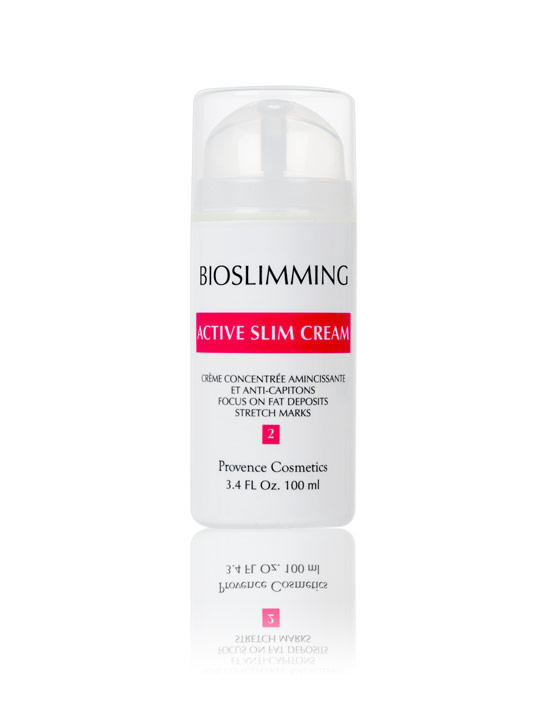 BIOSLIMMING
ACTIVE SLIM CREAM
CRÈME CONCENTRÉE AMINCISSANTE
ET ANTI-CAPITONS
FOCUS ON FAT DEPOSITS
STRETCH MARKS
2
Provence Cosmetics
3.4 FL Oz. 100 ml